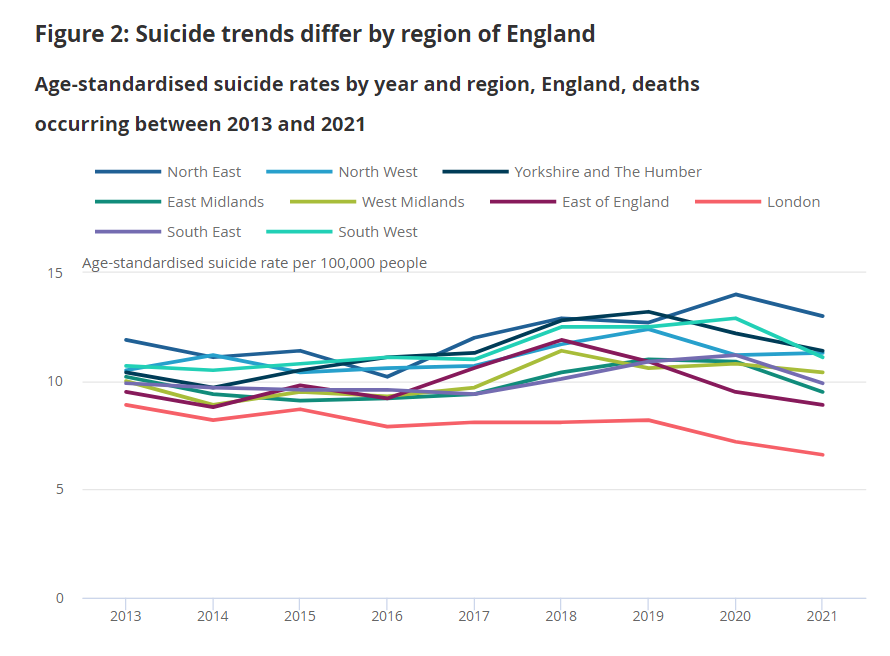 Figure 2: Suicide trends differ by region of England
Age-standardised suicide rates by year and region, England, deaths
occurring between 2013 and 2021
North East North West Yorkshire and The Humber
East Midlands West Midlands East of England London
South East South West
Age-standardised suicide rate per 100,000 people
15
10
5
0
2013 2014 2015 2016 2017 2018 2019 2020 2021